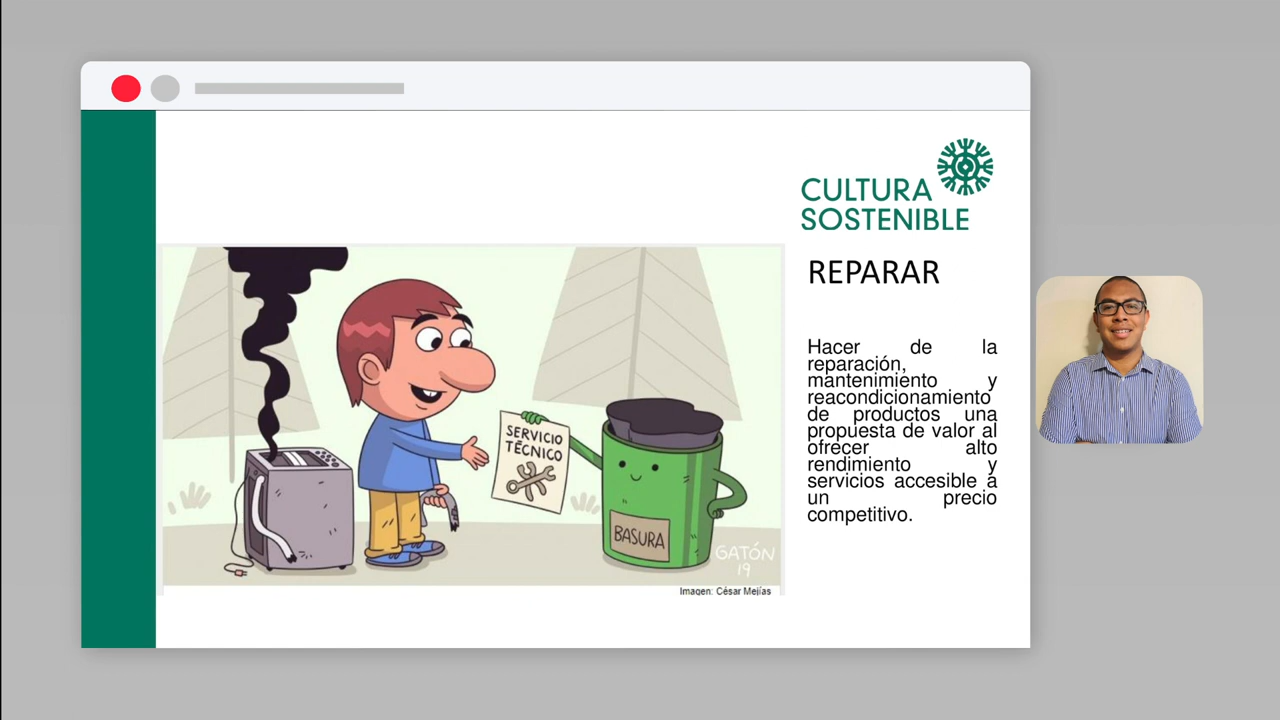 CULTURA
SOSTENIBLE
REPARAR
Hacer de la
reparación,
mantenimiento y
reacondicionamiento
de productos una
propuesta de valor al
ofrecer alto
rendimiento y
servicios accesible a
un precio
competitivo.
SERVICIO
TÉCNICO
BASURA
GATÓN
19
Imagen: César Mejías